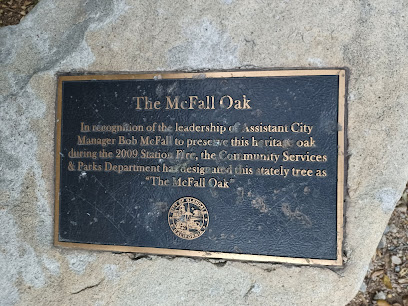 The McFall Oak
In recognition of the leadership of Assistant City
Manager Bob McFall to preserve this heritage oak
during the 2009 Station Fire, the Community Services
& Parks Department has designated this stately tree as
"The McFall Oak"